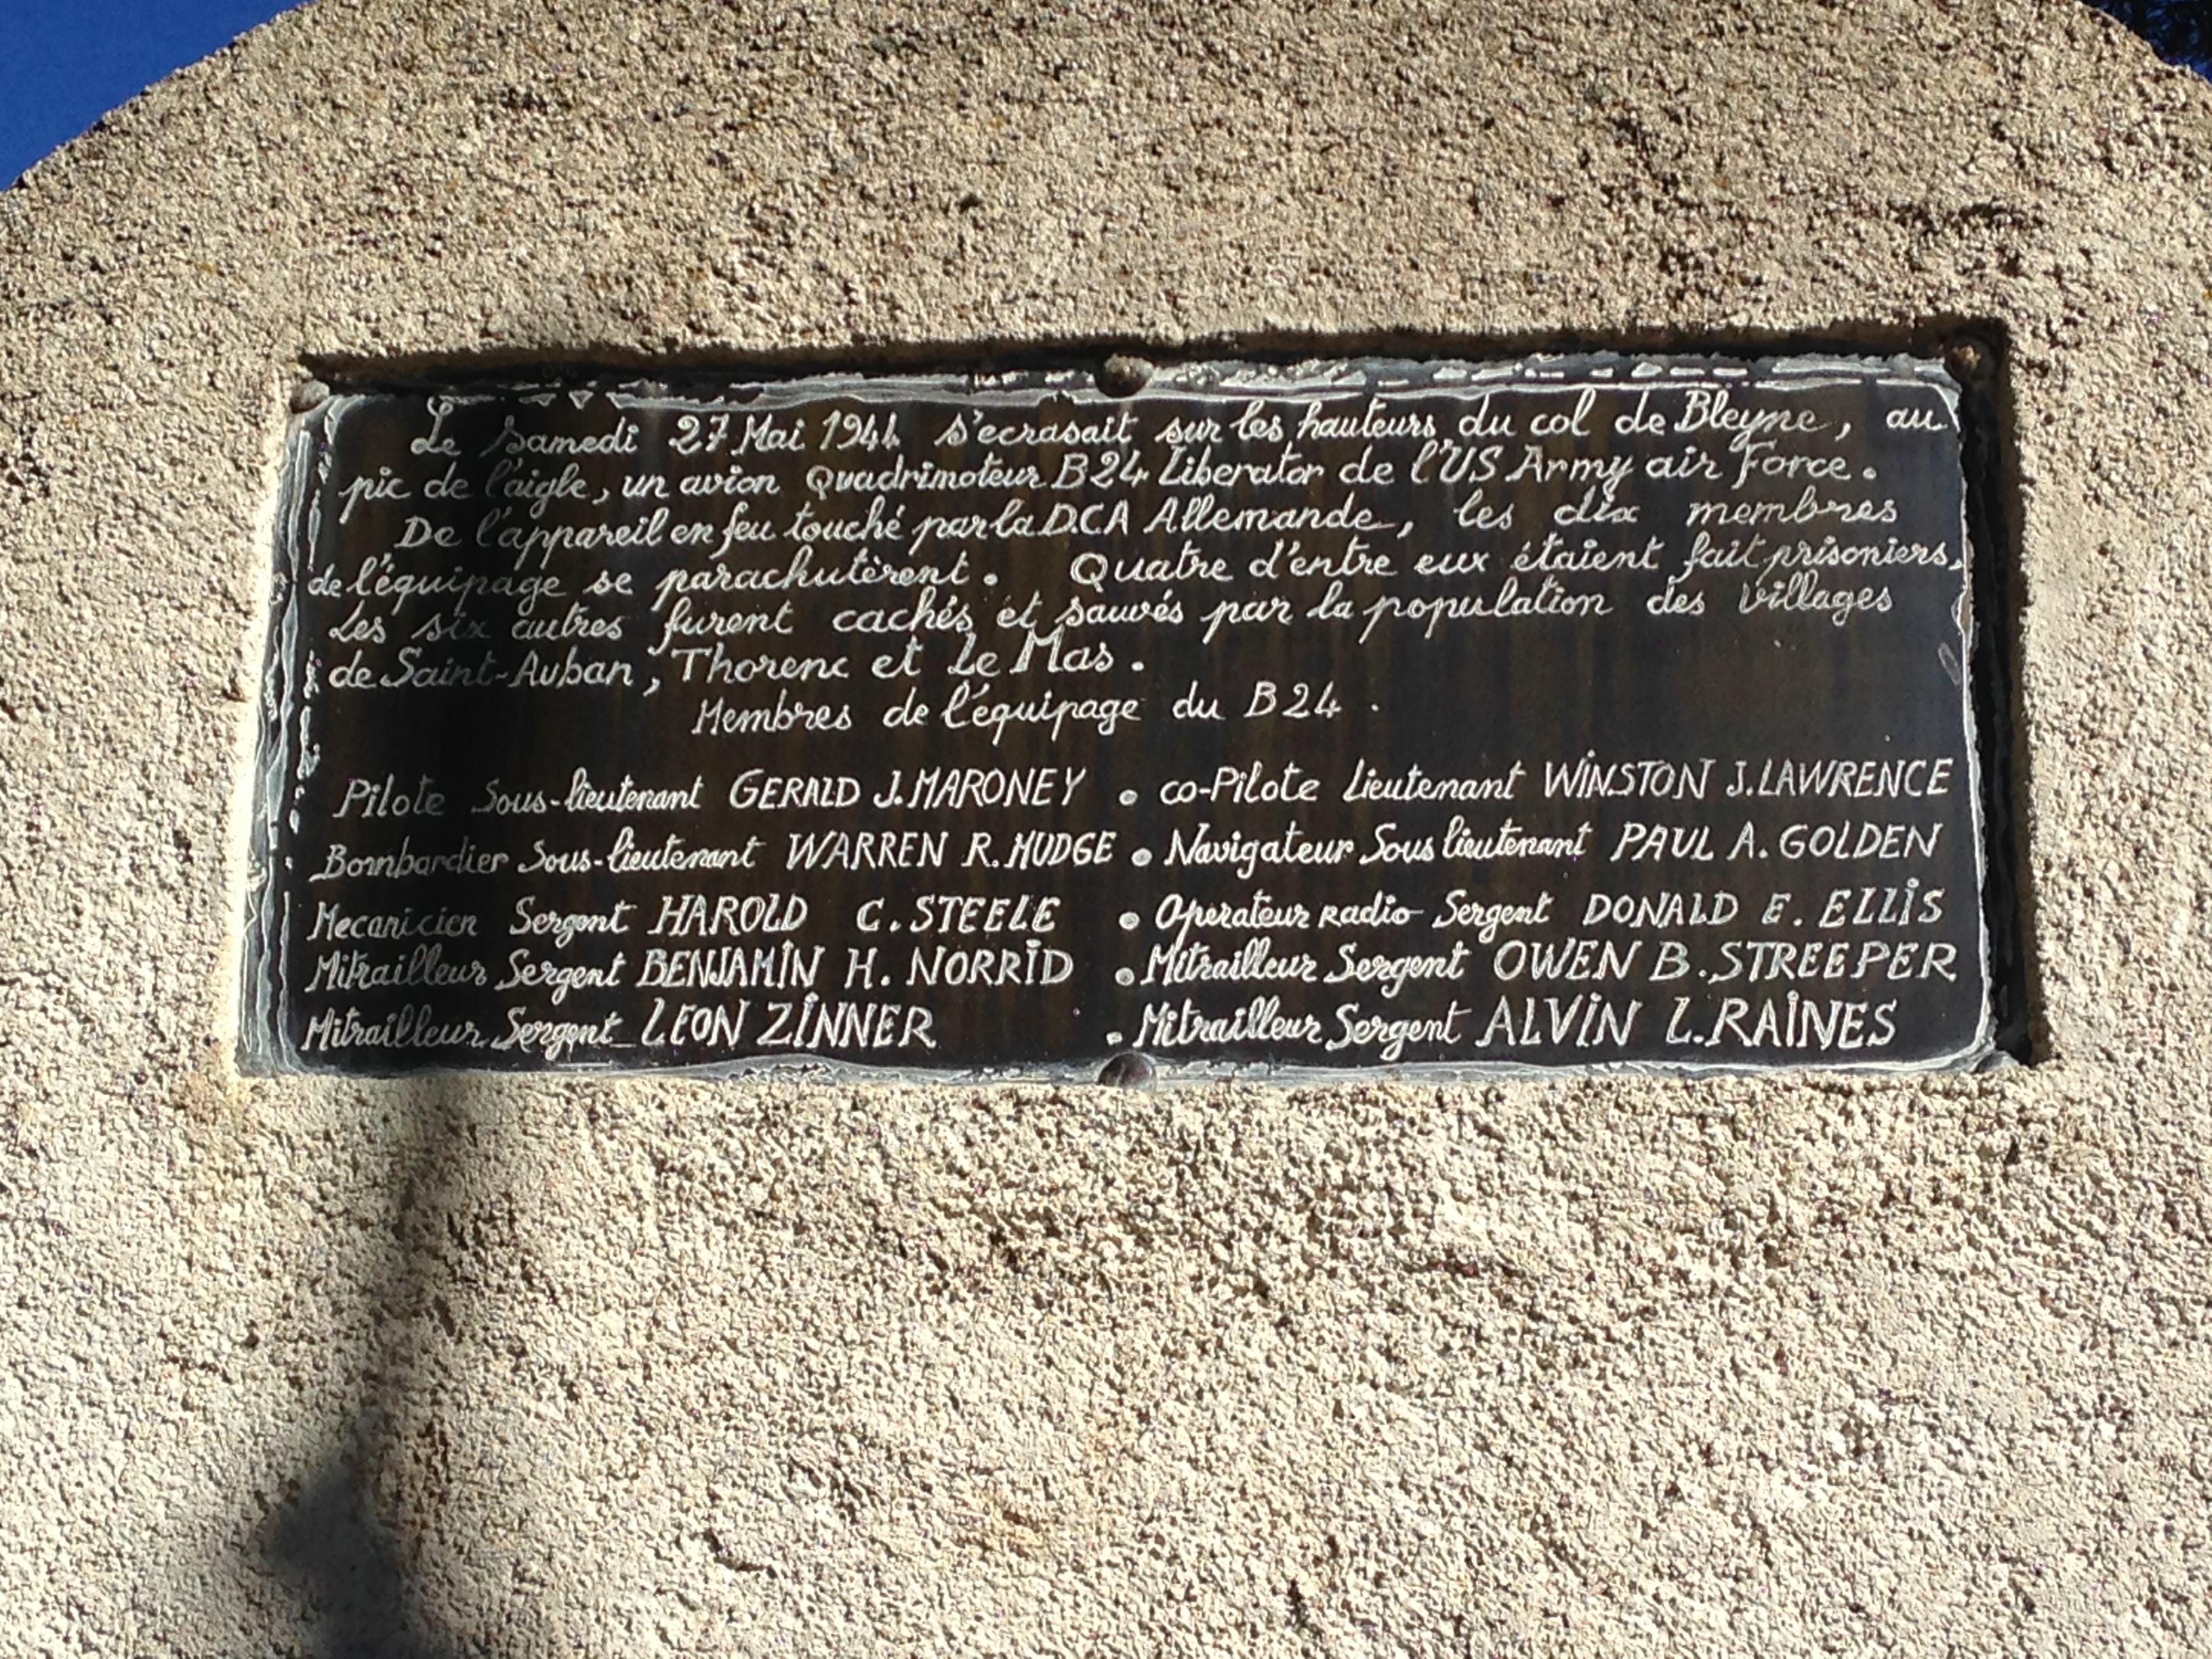 Le Samedi 27 Mai 1944 s'ecrasait sur les hauteurs du col de Bleyne, au
pic de l'aigle, un avion Quadrimoteur B24 Liberator de l'US Army air Force.
De l'appareil en feu touché par la D.CA Allemande, les dix membres
de l'équipage se parachutèrent. Quatre d'entre eux étaient fait prisoniers.
Les six autres furent cachés et sauvés par la population des villages
de Saint-Auban, Thorenc et Le Mas.
Membres de l'équipage du B24.
Pilote Sous-lieutenant GERALD J. MARONEY • co-Pilote Lieutenant WINSTON J. LAWRENCE
Bombardier Sous-lieutenant WARREN R. MUDGE • Navigateur Sous lieutenant PAUL A. GOLDEN
Mecanicien Sergent HAROLD C. STEELE • Operateur Radio Sergent DONALD E. ELLIS
Mitrailleur Sergent BENJAMIN H. NORRID • Mitrailleur Sergent OWEN B. STREEPER
Mitrailleur Sergent LEON ZINNER • Mitrailleur Sergent ALVIN L. RAINES